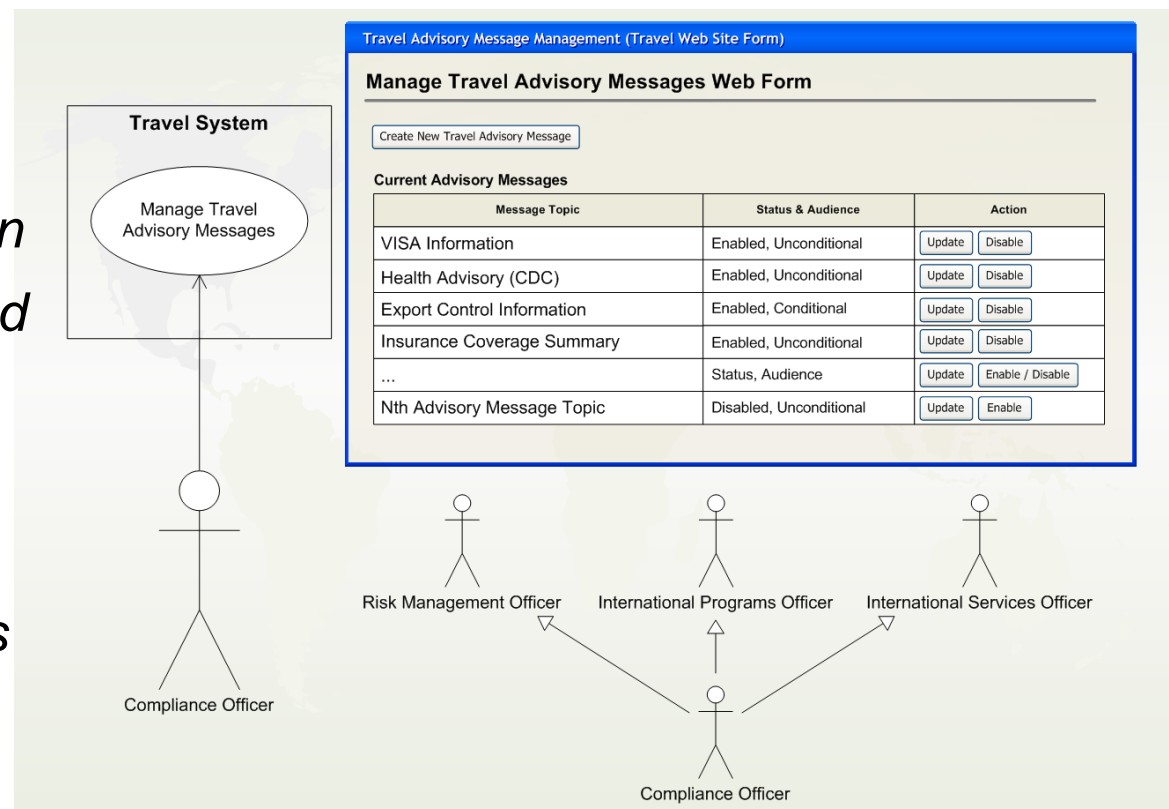 n
d
s
Travel System
Manage Travel
Advisory Messages
Compliance Officer
Travel Advisory Message Management (Travel Web Site Form)
Manage Travel Advisory Messages Web Form
Create New Travel Advisory Message
Current Advisory Messages
Message Topic Status & Audience Action
VISA Information Enabled, Unconditional Update Disable
Health Advisory (CDC) Enabled, Unconditional Update Disable
Export Control Information Enabled, Conditional Update Disable
Insurance Coverage Summary Enabled, Unconditional Update Disable
... Status, Audience Update Enable / Disable
Nth Advisory Message Topic Disabled, Unconditional Update Enable
Risk Management Officer International Programs Officer International Services Officer
Compliance Officer